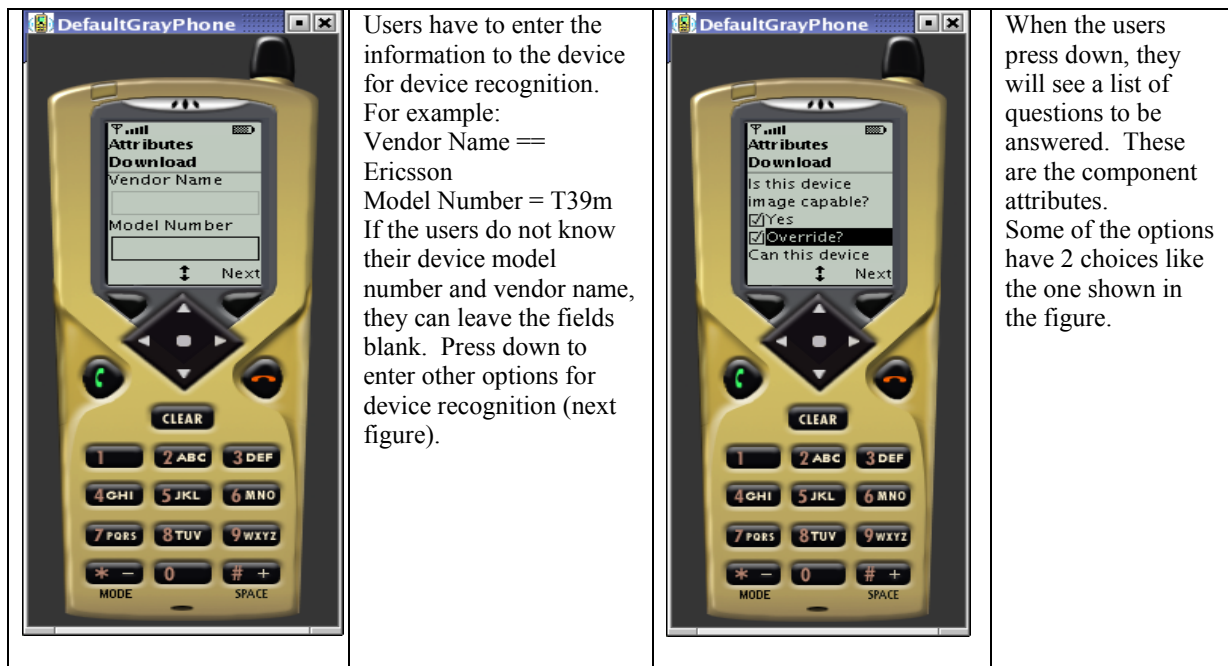 DefaultGrayPhone
Attributes
Download
Vendor Name
Model Number
Next
CLEAR
1 2 ABC 3 DEF
4 GHI 5 JKL 6 MNO
7 PQRS 8 TUV 9 WXYZ
* - 0 # +
MODE SPACE
Users have to enter the
information to the device
for device recognition.
For example:
Vendor Name ==
Ericsson
Model Number = T39m
If the users do not know
their device model
number and vendor name,
they can leave the fields
blank.  Press down to
enter other options for
device recognition (next
figure).
DefaultGrayPhone
Attributes
Download
Is this device
image capable?
Yes
Override?
Can this device
Next
CLEAR
1 2 ABC 3 DEF
4 GHI 5 JKL 6 MNO
7 PQRS 8 TUV 9 WXYZ
* - 0 # +
MODE SPACE
When the users
press down, they
will see a list of
questions to be
answered.  These
are the component
attributes.
Some of the options
have 2 choices like
the one shown in
the figure.